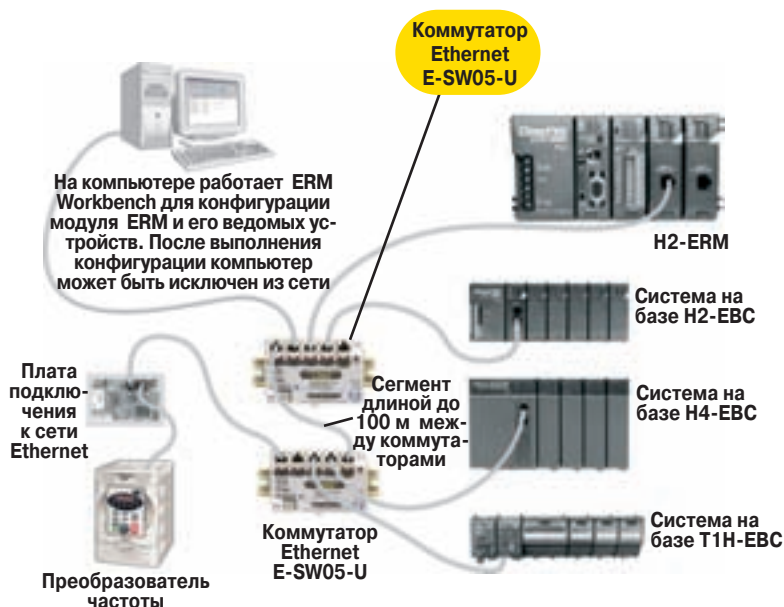 Коммутатор
Ethernet
E-SW05-U
На компьютере работает ERM
Workbench для конфигурации
модуля ERM и его ведомых ус-
тройств. После выполнения
конфигурации компьютер
может быть исключен из сети
H2-ERM
Система на
базе H2-EBC
Плата
подклю-
чения
к сети
Ethernet
Сегмент
длиной до
100 м меж-
ду коммута-
торами
Система на
базе H4-EBC
Коммутатор
Ethernet
E-SW05-U
Система на
базе T1H-EBC
Преобразователь
частоты